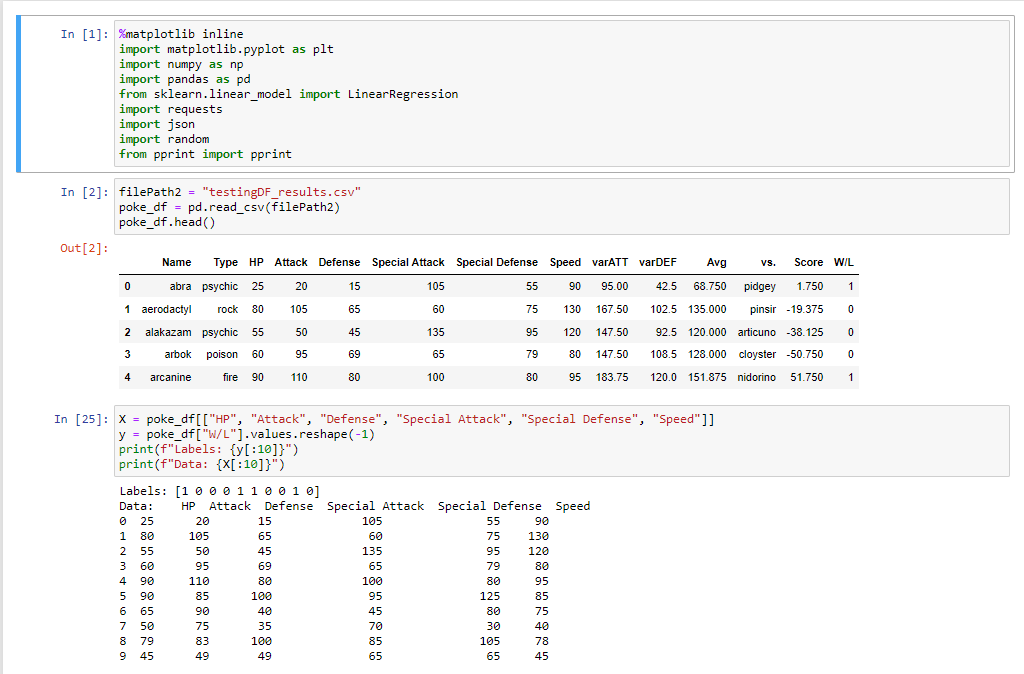 In [1]: %matplotlib inline
import matplotlib.pyplot as plt
import numpy as np
import pandas as pd
from sklearn.linear_model import LinearRegression
import requests
import json
import random
from pprint import pprint
In [2]: filePath2 = "testingDF_results.csv"
poke_df = pd.read_csv(filePath2)
poke_df.head()
Out[2]:
Name Type HP Attack Defense Special Attack Special Defense Speed varATT varDEF Avg vs. Score W/L
0 abra psychic 25 20 15 105 55 90 95.00 42.5 68.750 pidgey 1.750 1
1 aerodactyl rock 80 105 65 60 75 130 167.50 102.5 135.000 pinsir -19.375 0
2 alakazam psychic 55 50 45 135 95 120 147.50 92.5 120.000 articuno -38.125 0
3 arbok poison 60 95 69 65 79 80 147.50 108.5 128.000 cloyster -50.750 0
4 arcanine fire 90 110 80 100 80 95 183.75 120.0 151.875 nidorino 51.750 1
In [25]: X = poke_df[["HP", "Attack", "Defense", "Special Attack", "Special Defense", "Speed"]]
y = poke_df["W/L"].values.reshape(-1)
print(f"Labels: {y[:10]}")
print(f"Data: {X[:10]}")
Labels: [1 0 0 0 1 1 0 0 1 0]
Data: HP Attack Defense Special Attack Special Defense Speed
0 25 20 15 105 55 90
1 80 105 65 60 75 130
2 55 50 45 135 95 120
3 60 95 69 65 79 80
4 90 110 80 100 80 95
5 90 85 100 95 125 85
6 65 90 40 45 80 75
7 50 75 35 70 30 40
8 79 83 100 85 105 78
9 45 49 49 65 65 45